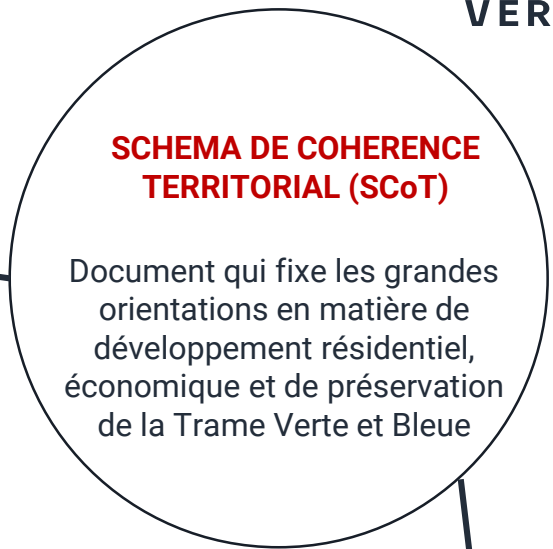 VER
SCHEMA DE COHERENCE
TERRITORIAL (SCoT)
Document qui fixe les grandes
orientations en matière de
développement résidentiel,
économique et de préservation
de la Trame Verte et Bleue